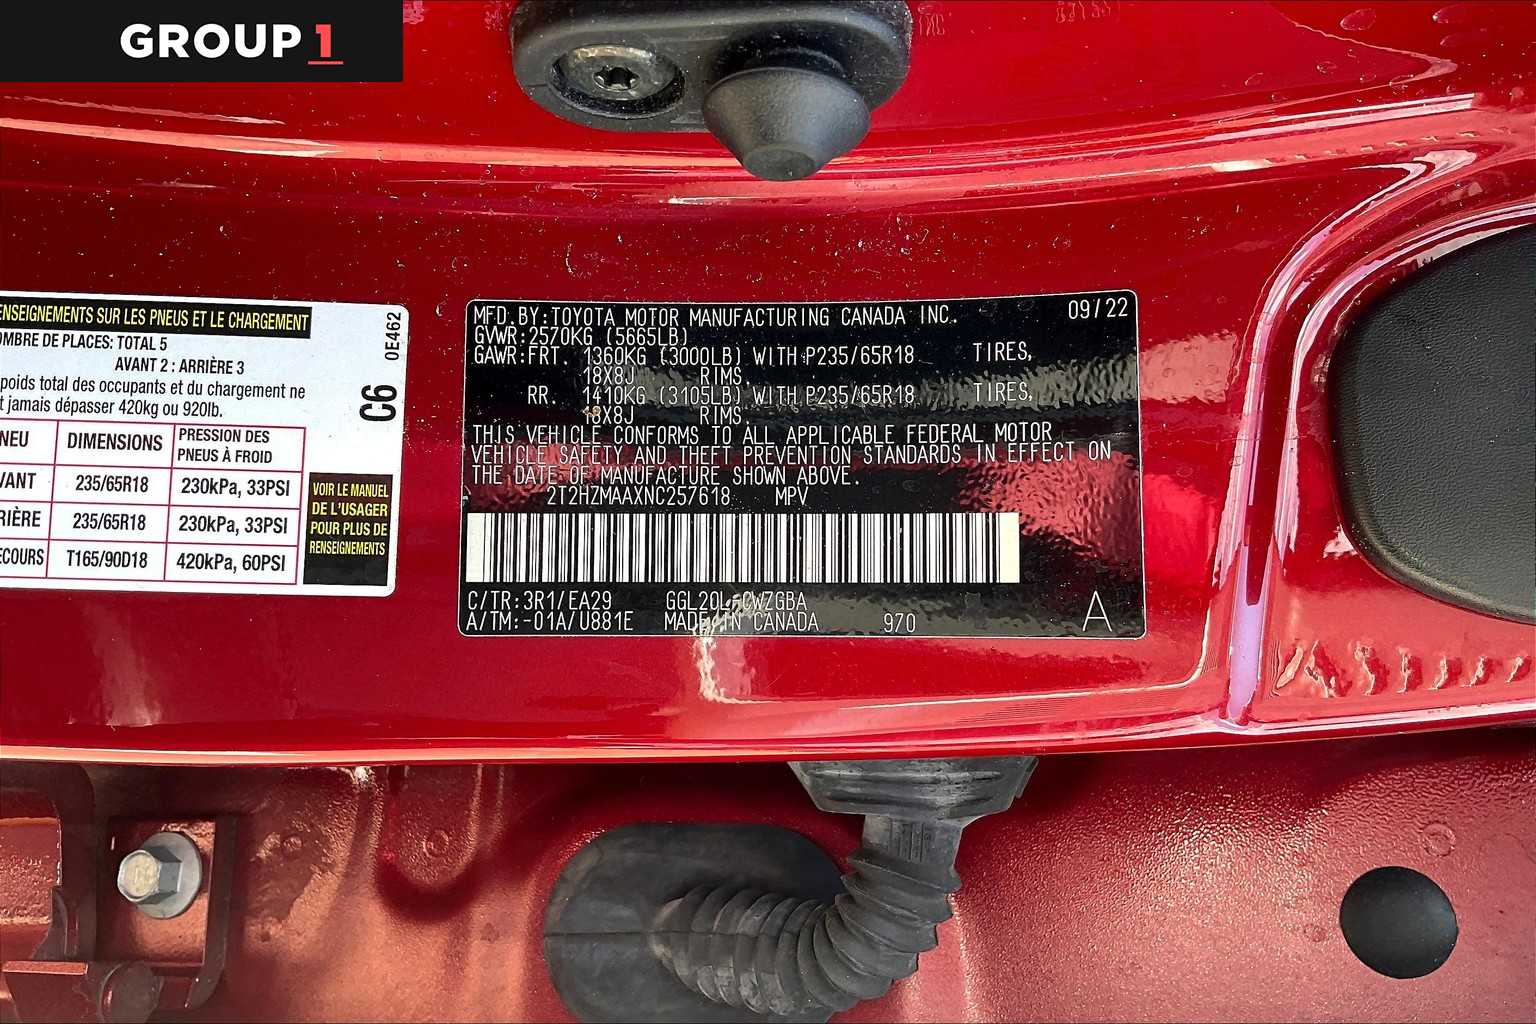 GROUP 1
RENSEIGNEMENTS SUR LES PNEUS ET LE CHARGEMENT
OMBRE DE PLACES: TOTAL 5
AVANT 2 : ARRIÈRE 3
poids total des occupants et du chargement ne
t jamais dépasser 420kg ou 920lb.
NEU DIMENSIONS PRESSION DES PNEUS À FROID
VANT 235/65R18 230kPa, 33PSI
RIÈRE 235/65R18 230kPa, 33PSI
ECOURS T165/90D18 420kPa, 60PSI
0E462
C6
VOIR LE MANUEL
DE L'USAGER
POUR PLUS DE
RENSEIGNEMENTS
MFD.BY:TOYOTA MOTOR MANUFACTURING CANADA INC. 09/22
GVWR:2570KG (5665LB)
GAWR:FRT. 1360KG (3000LB) WITH P235/65R18 TIRES,
18X8J RIMS,
RR. 1410KG (3105LB) WITH P235/65R18 TIRES,
18X8J RIMS,
THIS VEHICLE CONFORMS TO ALL APPLICABLE FEDERAL MOTOR
VEHICLE SAFETY AND THEFT PREVENTION STANDARDS IN EFFECT ON
THE DATE OF MANUFACTURE SHOWN ABOVE.
2T2HZMAAXNC257618 MPV
C/TR:3R1/EA29 GGL20L-CWZGBA
A/TM:-01A/U881E MADE IN CANADA 970 A